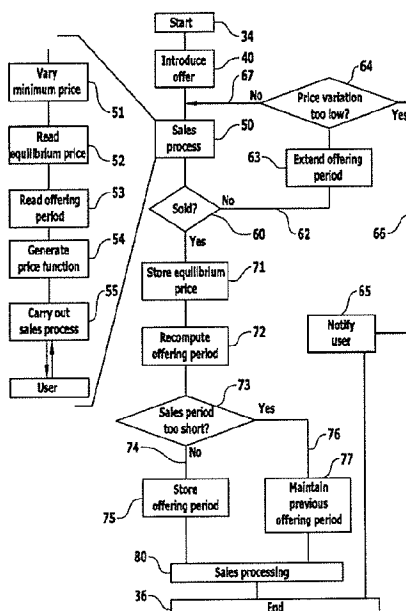 Start
34
Introduce
offer
40
67
No
64
Price variation
too low?
Yes
Vary
minimum price
51
Read
equilibrium price
52
Read offering
period
53
Generate
price function
54
Carry out
sales process
55
User
Sales
process
50
63
Extand offering
period
Sold?
No
60
62
66
Yes
Store equilibrium
price
71
Recompute
offering period
72
65
Notify
user
Sales period
too short?
73
Yes
74
No
76
77
Store
offering period
75
Maintain
previous
offering period
80
Sales processing
36
End